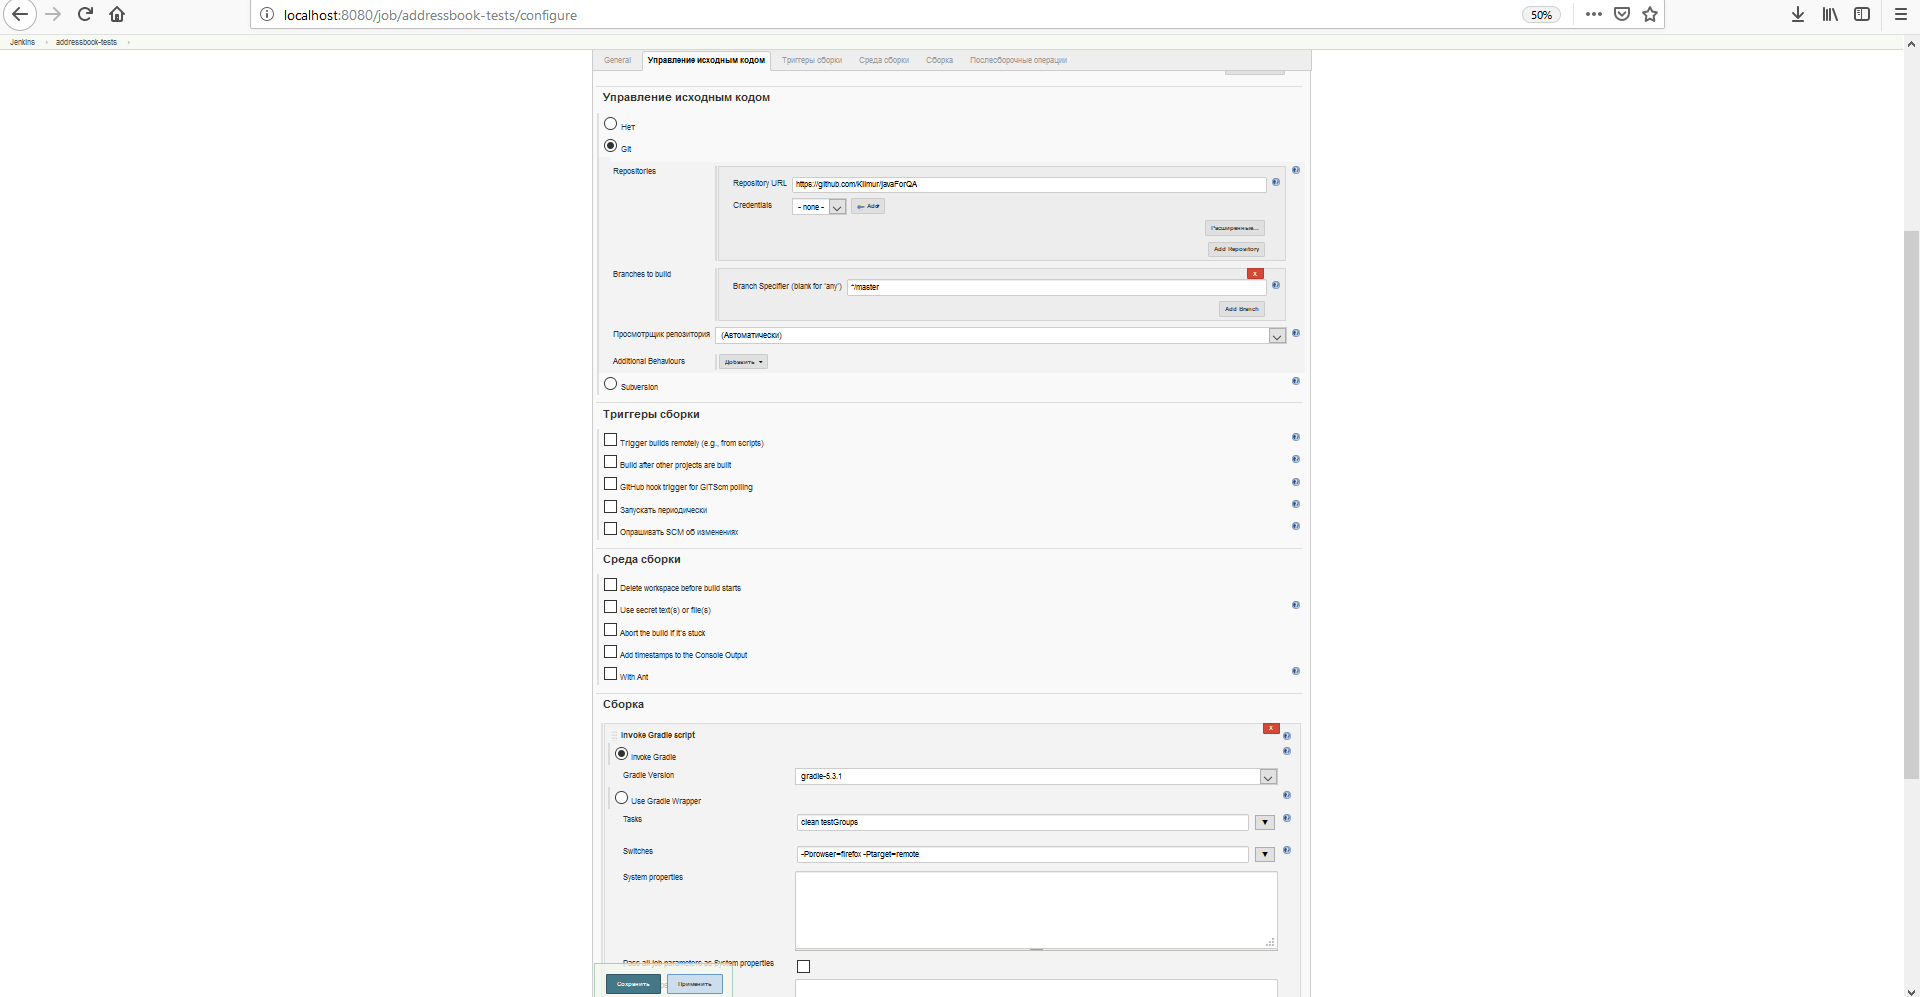 localhost:8080/job/addressbook-tests/configure
50%
Jenkins
addressbook-tests
General
Управление исходным кодом
Триггеры сборки
Среда сборки
Сборка
Послесборочные операции
Управление исходным кодом
Нет
Git
Repositories
Repository URL
https://github.com/Kilmur/javaForQA
Credentials
- none -
Add
Расширенные...
Add Repository
Branches to build
X
Branch Specifier (blank for 'any')
*/master
Add Branch
Просмотрщик репозитория
(Автоматически)
Additional Behaviours
Добавить
Subversion
Триггеры сборки
Trigger builds remotely (e.g., from scripts)
Build after other projects are built
GitHub hook trigger for GITScm polling
Запускать периодически
Опрашивать SCM об изменениях
Среда сборки
Delete workspace before build starts
Use secret text(s) or file(s)
Abort the build if it's stuck
Add timestamps to the Console Output
With Ant
Сборка
X
Invoke Gradle script
Invoke Gradle
Gradle Version
gradle-5.3.1
Use Gradle Wrapper
Tasks
clean testGroups
Switches
-Pbrowser=firefox -Ptarget=remote
System properties
Pass all job parameters as System properties
Сохранить
Применить